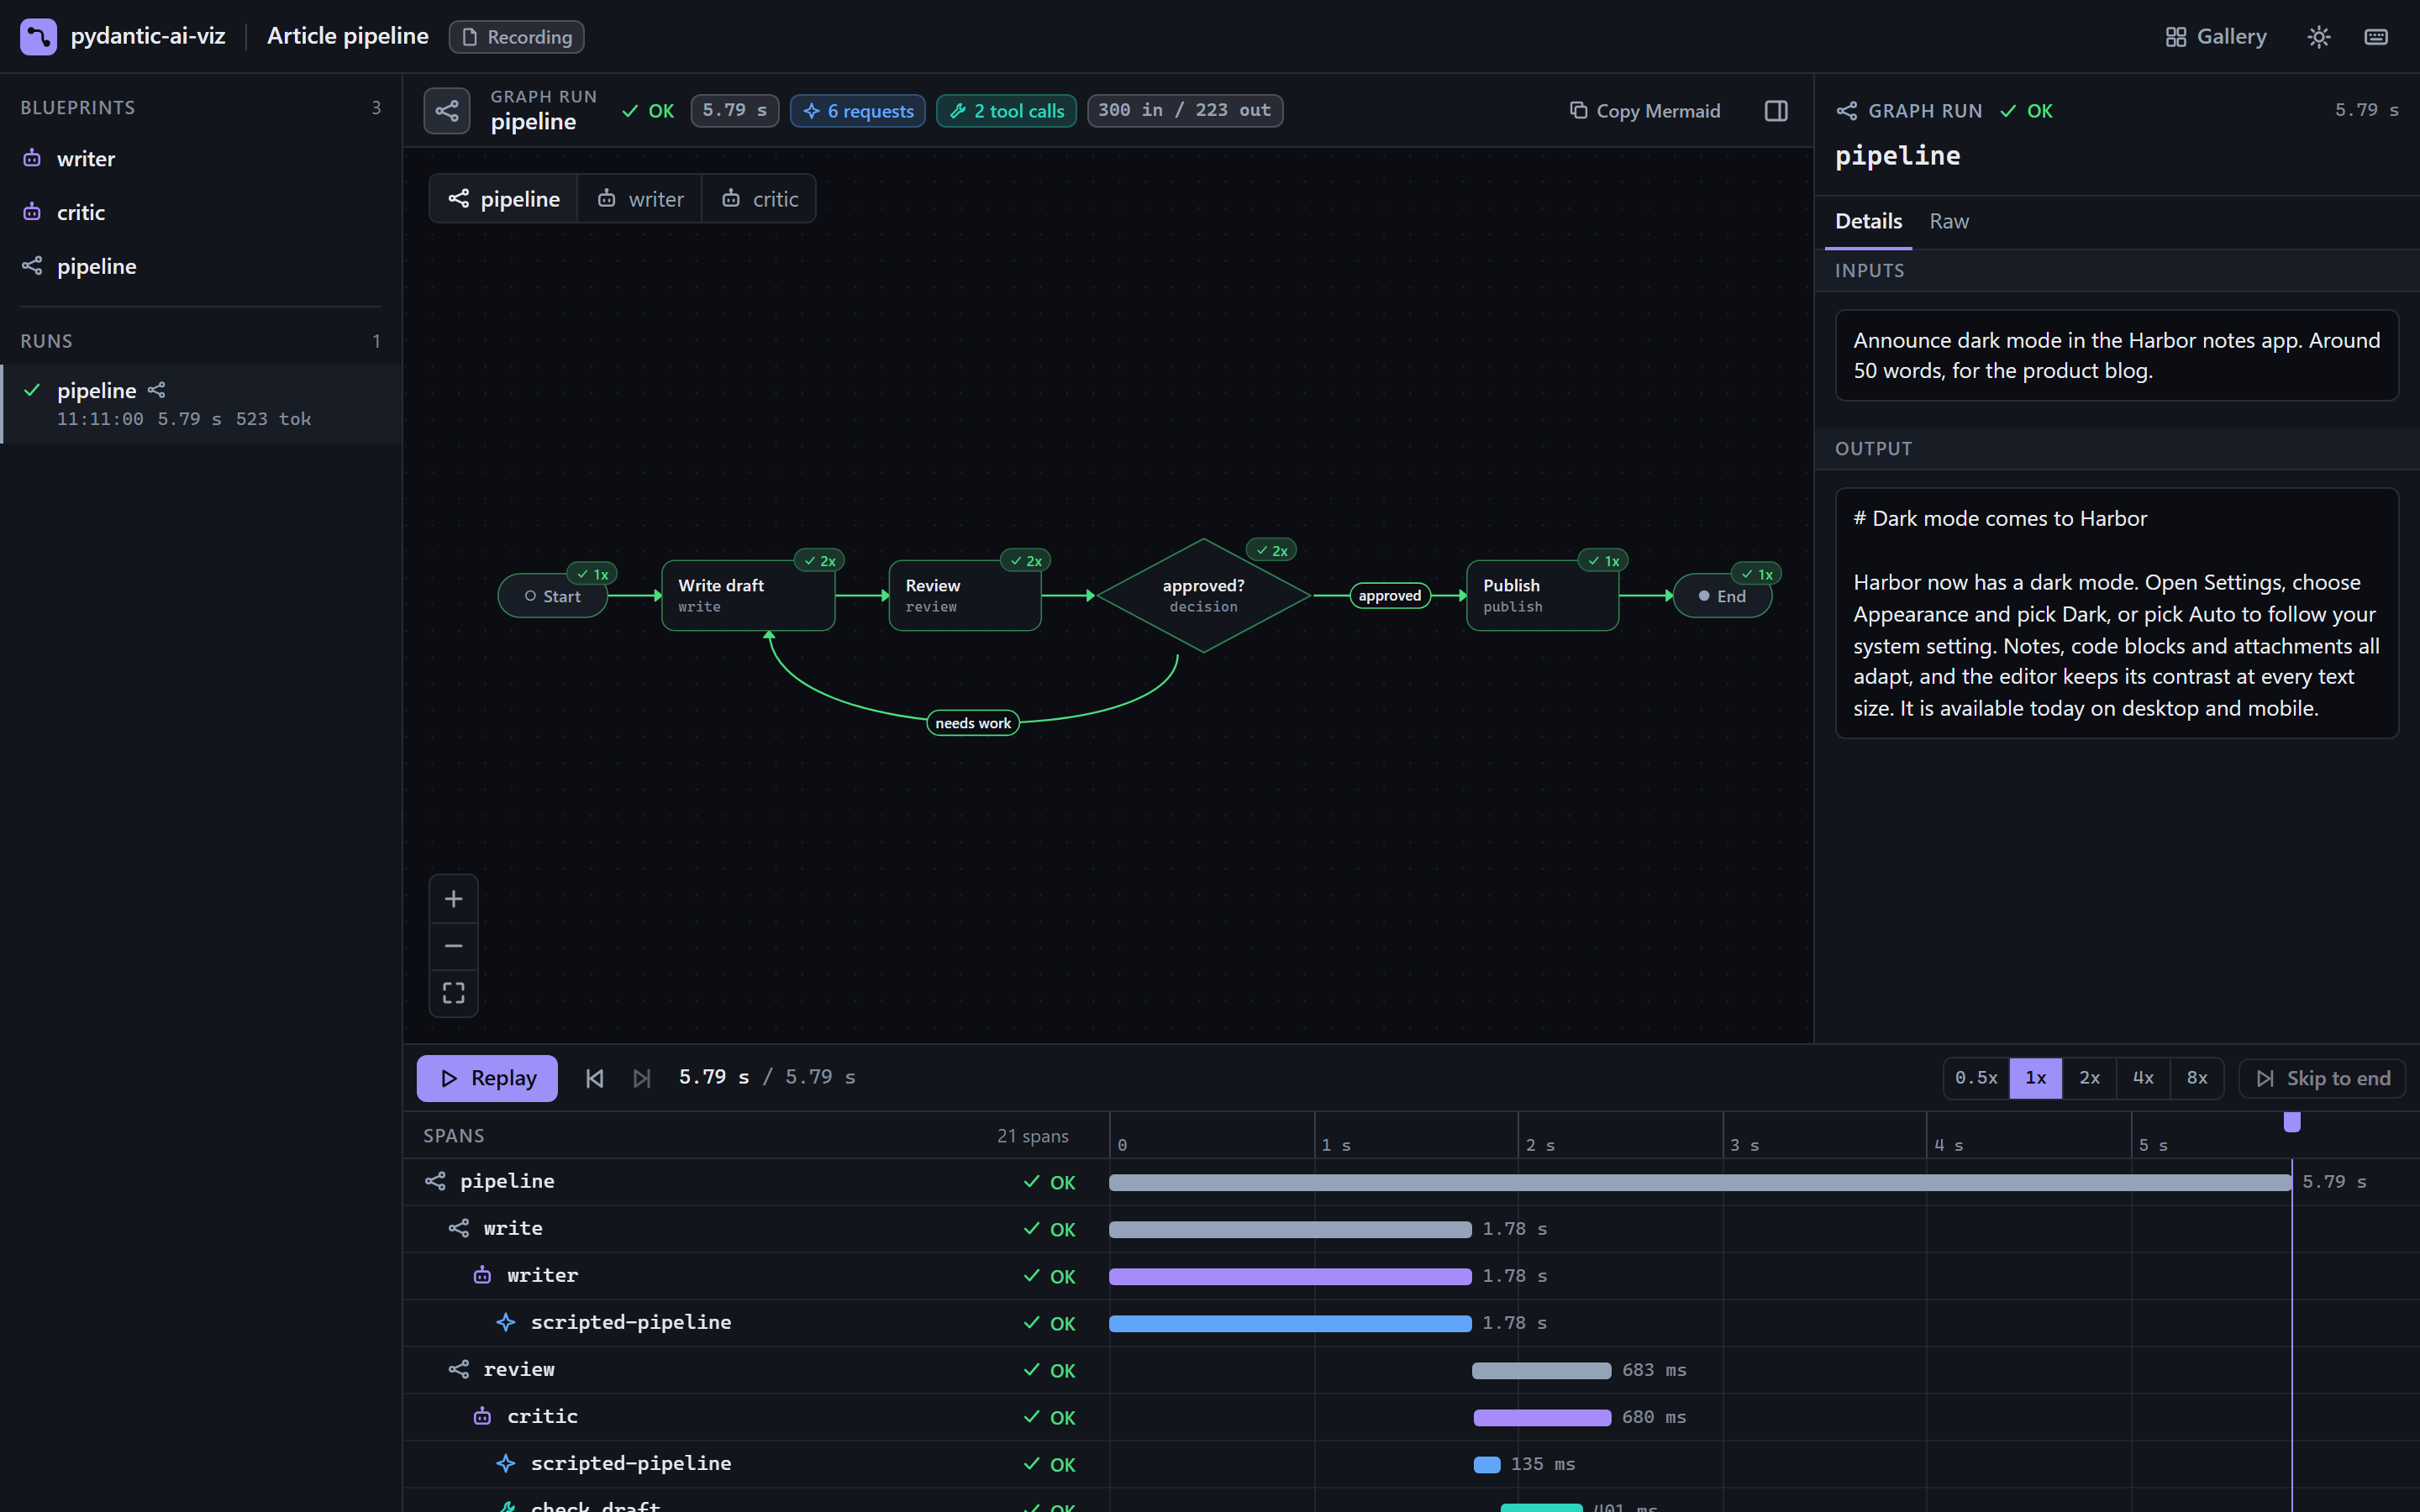 pydantic-ai-viz
Article pipeline
Recording
Gallery
BLUEPRINTS 3
writer
critic
pipeline
RUNS 1
pipeline
11:11:00 5.79 s 523 tok
GRAPH RUN
pipeline
OK
5.79 s
6 requests
2 tool calls
300 in / 223 out
Copy Mermaid
pipeline
writer
critic
Start
1x
Write draft
write
2x
Review
review
2x
approved?
decision
2x
approved
Publish
publish
1x
End
1x
needs work
GRAPH RUN
OK
5.79 s
pipeline
Details
Raw
INPUTS
Announce dark mode in the Harbor notes app. Around
50 words, for the product blog.
OUTPUT
# Dark mode comes to Harbor
Harbor now has a dark mode. Open Settings, choose
Appearance and pick Dark, or pick Auto to follow your
system setting. Notes, code blocks and attachments all
adapt, and the editor keeps its contrast at every text
size. It is available today on desktop and mobile.
Replay
5.79 s / 5.79 s
0.5x
1x
2x
4x
8x
Skip to end
SPANS 21 spans
0 1 s 2 s 3 s 4 s 5 s
pipeline OK 5.79 s
write OK 1.78 s
writer OK 1.78 s
scripted-pipeline OK 1.78 s
review OK 683 ms
critic OK 680 ms
scripted-pipeline OK 135 ms
check_draft OK 401 ms